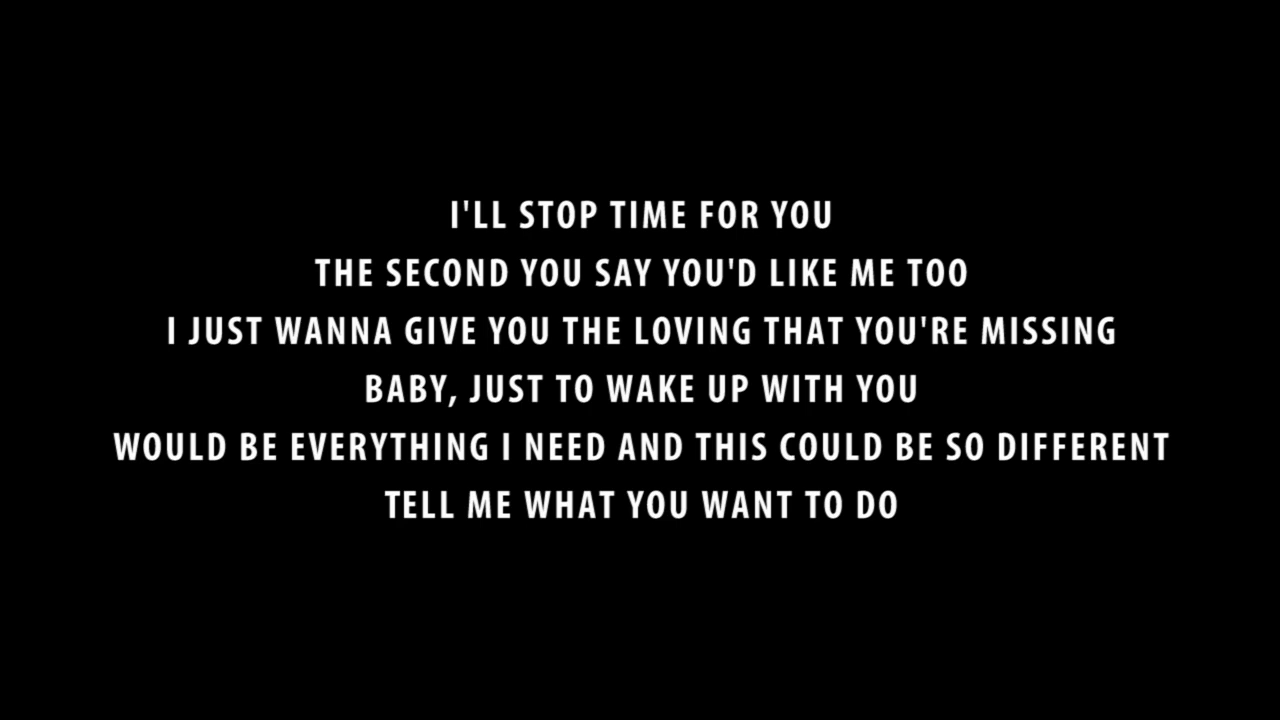 I'LL STOP TIME FOR YOU
THE SECOND YOU SAY YOU'D LIKE ME TOO
I JUST WANNA GIVE YOU THE LOVING THAT YOU'RE MISSING
BABY, JUST TO WAKE UP WITH YOU
WOULD BE EVERYTHING I NEED AND THIS COULD BE SO DIFFERENT
TELL ME WHAT YOU WANT TO DO